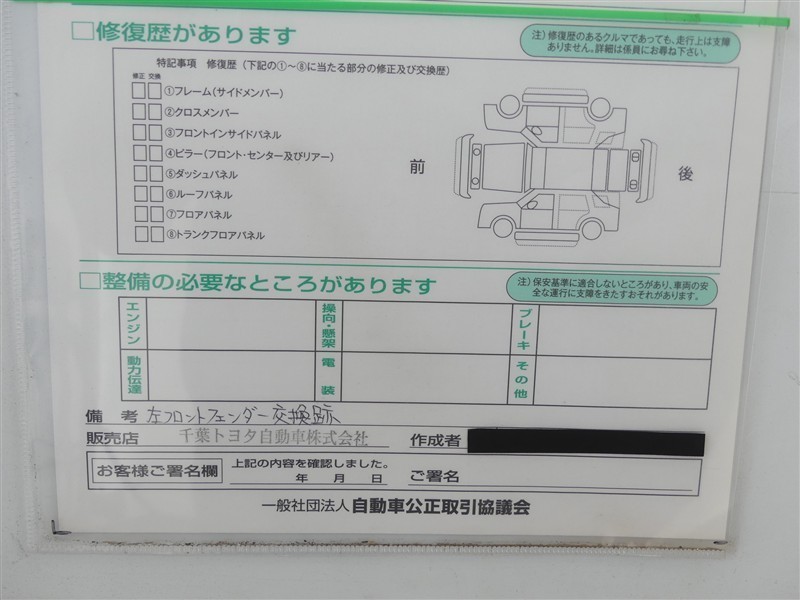 □修復歴があります
注）修復歴のあるクルマであっても、走行上は支障
ありません。詳細は係員にお尋ね下さい。
特記事項 修復歴（下記の①〜⑧に当たる部分の修正及び交換歴）
修正 交換
①フレーム（サイドメンバー）
②クロスメンバー
③フロントインサイドパネル
④ピラー（フロント・センター及びリアー）
⑤ダッシュパネル
⑥ルーフパネル
⑦フロアパネル
⑧トランクフロアパネル
前
後
□整備の必要なところがあります
注）保安基準に適合しないところがあり、車両の安
全な運行に支障をきたすおそれがあります。
エンジン
操向・懸架
ブレーキ
動力伝達
電装
その他
備考 左フロントフェンダー交換跡
販売店 千葉トヨタ自動車株式会社 作成者
お客様ご署名欄
上記の内容を確認しました。
年 月 日 ご署名
一般社団法人 自動車公正取引協議会